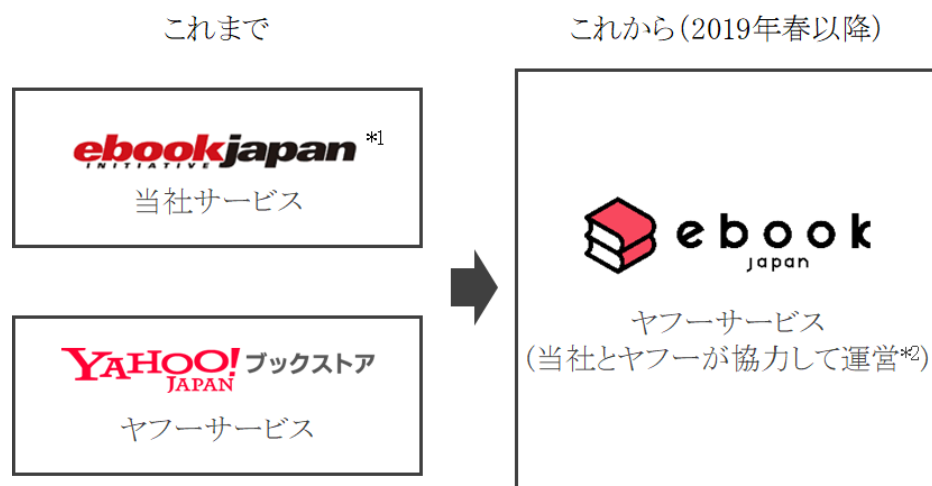 これまで
ebookjapan *1
INITIATIVE
当社サービス
YAHOO! ブックストア
JAPAN
ヤフーサービス
これから(2019年春以降)
ebook
japan
ヤフーサービス
(当社とヤフーが協力して運営*2)